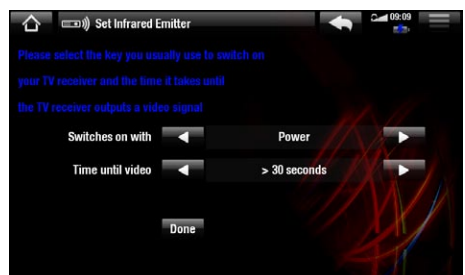 Set Infrared Emitter
09:09
Please select the key you usually use to switch on
your TV receiver and the time it takes until
the TV receiver outputs a video signal
Switches on with
Power
Time until video
> 30 seconds
Done